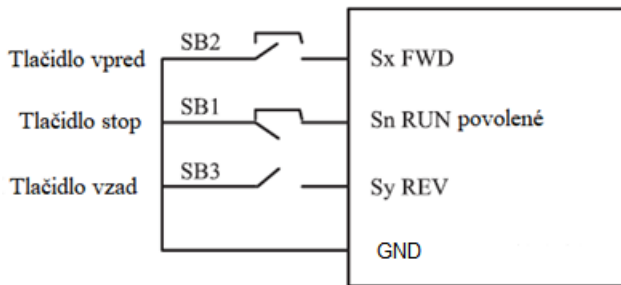 Tlačidlo vpred SB2 Sx FWD
Tlačidlo stop SB1 Sn RUN povolené
Tlačidlo vzad SB3 Sy REV
GND